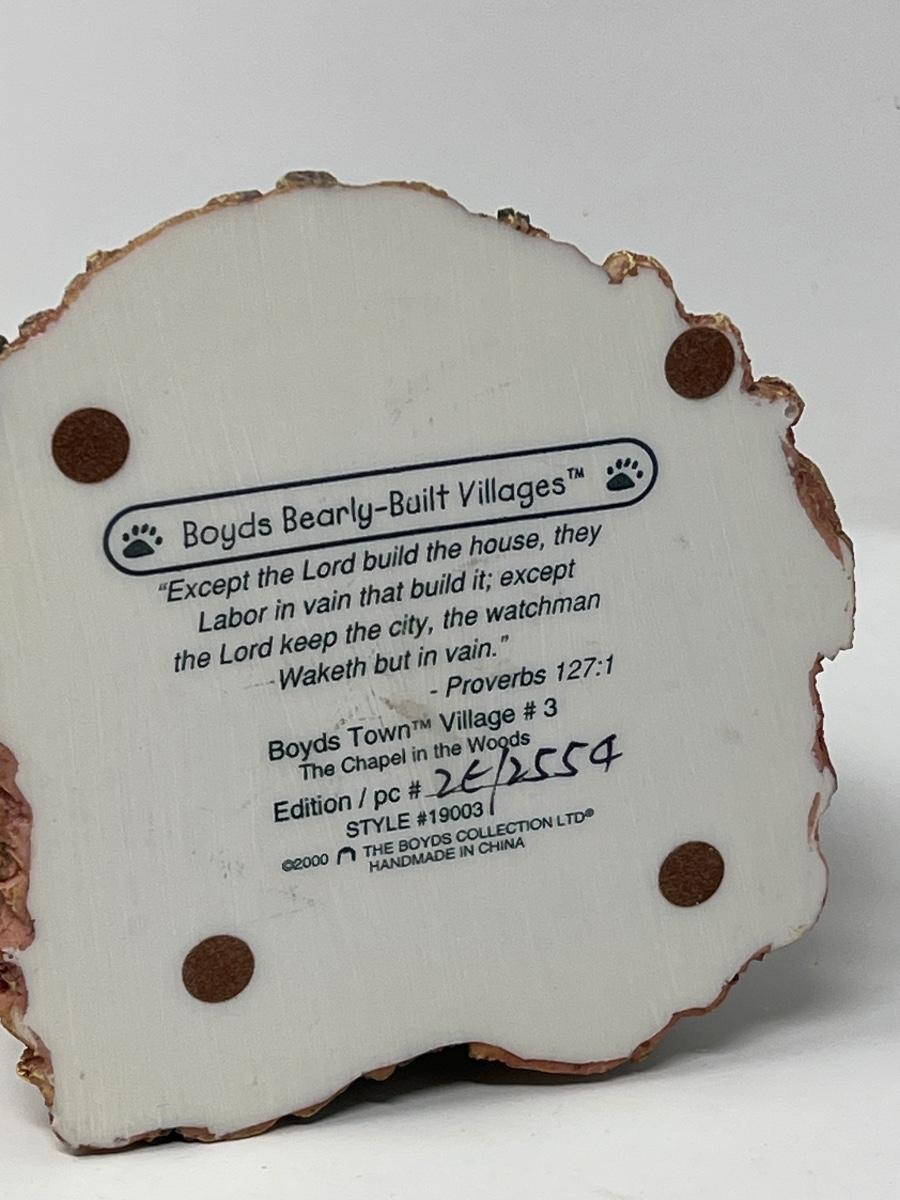 Boyds Bearly-Built Villages™
"Except the Lord build the house, they
Labor in vain that build it; except
the Lord keep the city, the watchman
Waketh but in vain."
- Proverbs 127:1
Boyds Town™ Village # 3
The Chapel in the Woods
Edition / pc # 2E/2554
STYLE #19003
©2000 THE BOYDS COLLECTION LTD®
HANDMADE IN CHINA